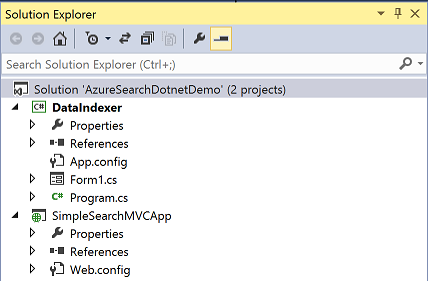 Solution Explorer
Search Solution Explorer (Ctrl+;)
Solution 'AzureSearchDotnetDemo' (2 projects)
C# DataIndexer
Properties
References
App.config
Form1.cs
C# Program.cs
SimpleSearchMVCApp
Properties
References
Web.config